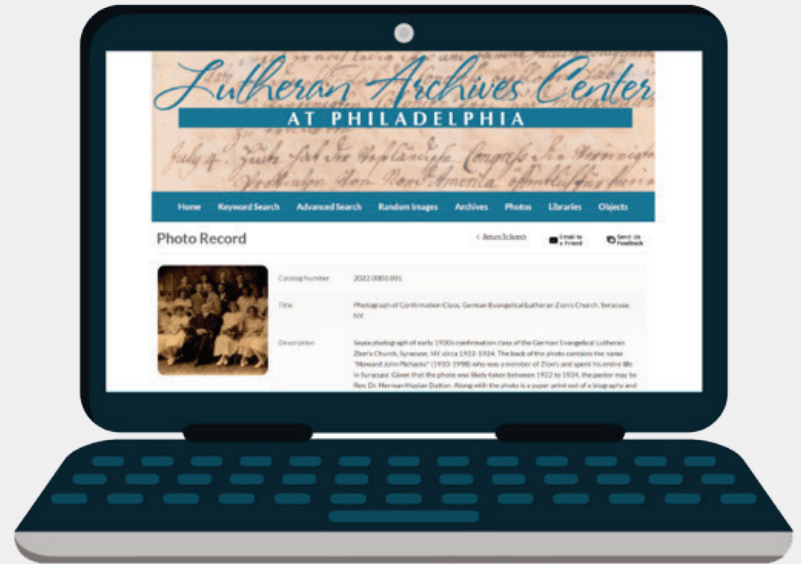 Lutheran Archives Center
AT PHILADELPHIA
July 4.
Home Keyword Search Advanced Search Random Images Archives Photos Libraries Objects
Photo Record
< Return To Search
Email to a Friend
Send Us Feedback
Catalog Number 2022.0003.001
Title Photograph of Confirmation Class, German Evangelical Lutheran Zion's Church, Syracuse,
NY
Description Sepia photograph of early 1920s confirmation class of the German Evangelical Lutheran
Zion's Church, Syracuse, NY, circa 1922-1924. The back of the photo contains the name
"Howard John (1910-1998) who was a member of Zion's and spent his entire life
in Syracuse. Given that the photo was likely taken between 1922 to 1924, the pastor may be
Rev. Dr. Herman Gustav Dattan. Along with the photo is a paper print out of a biography and